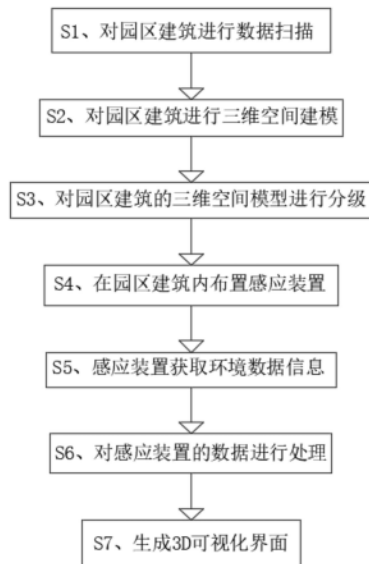 S1、对园区建筑进行数据扫描
S2、对园区建筑进行三维空间建模
S3、对园区建筑的三维空间模型进行分级
S4、在园区建筑内布置感应装置
S5、感应装置获取环境数据信息
S6、对感应装置的数据进行处理
S7、生成3D可视化界面